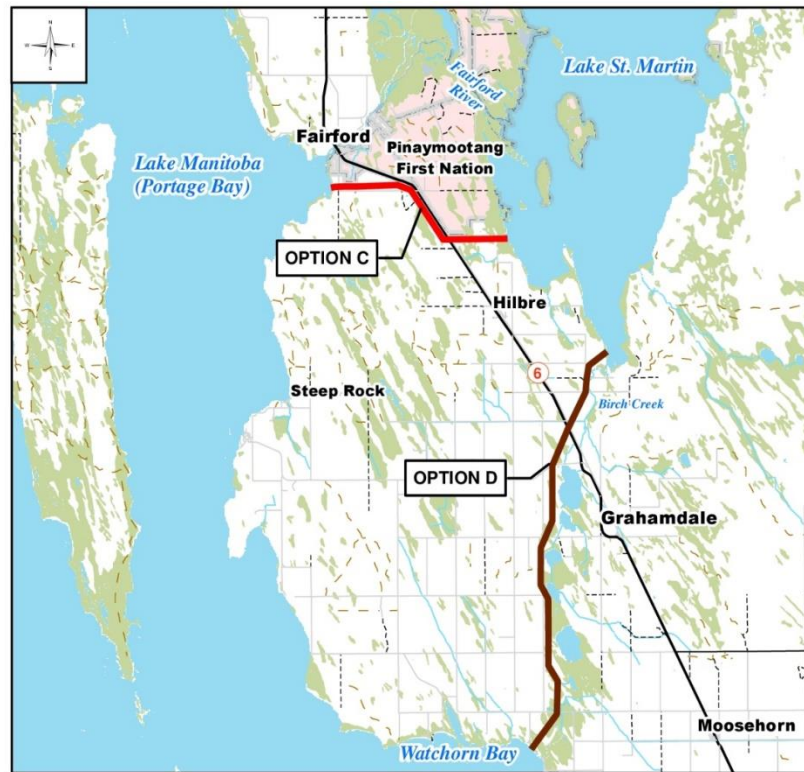 N
W E
S
Lake St. Martin
Fairford
River
Fairford
Lake Manitoba
(Portage Bay)
Pinaymootang
First Nation
OPTION C
Hilbre
6
Steep Rock
Birch Creek
OPTION D
Grahamdale
Moosehorn
Watchorn Bay